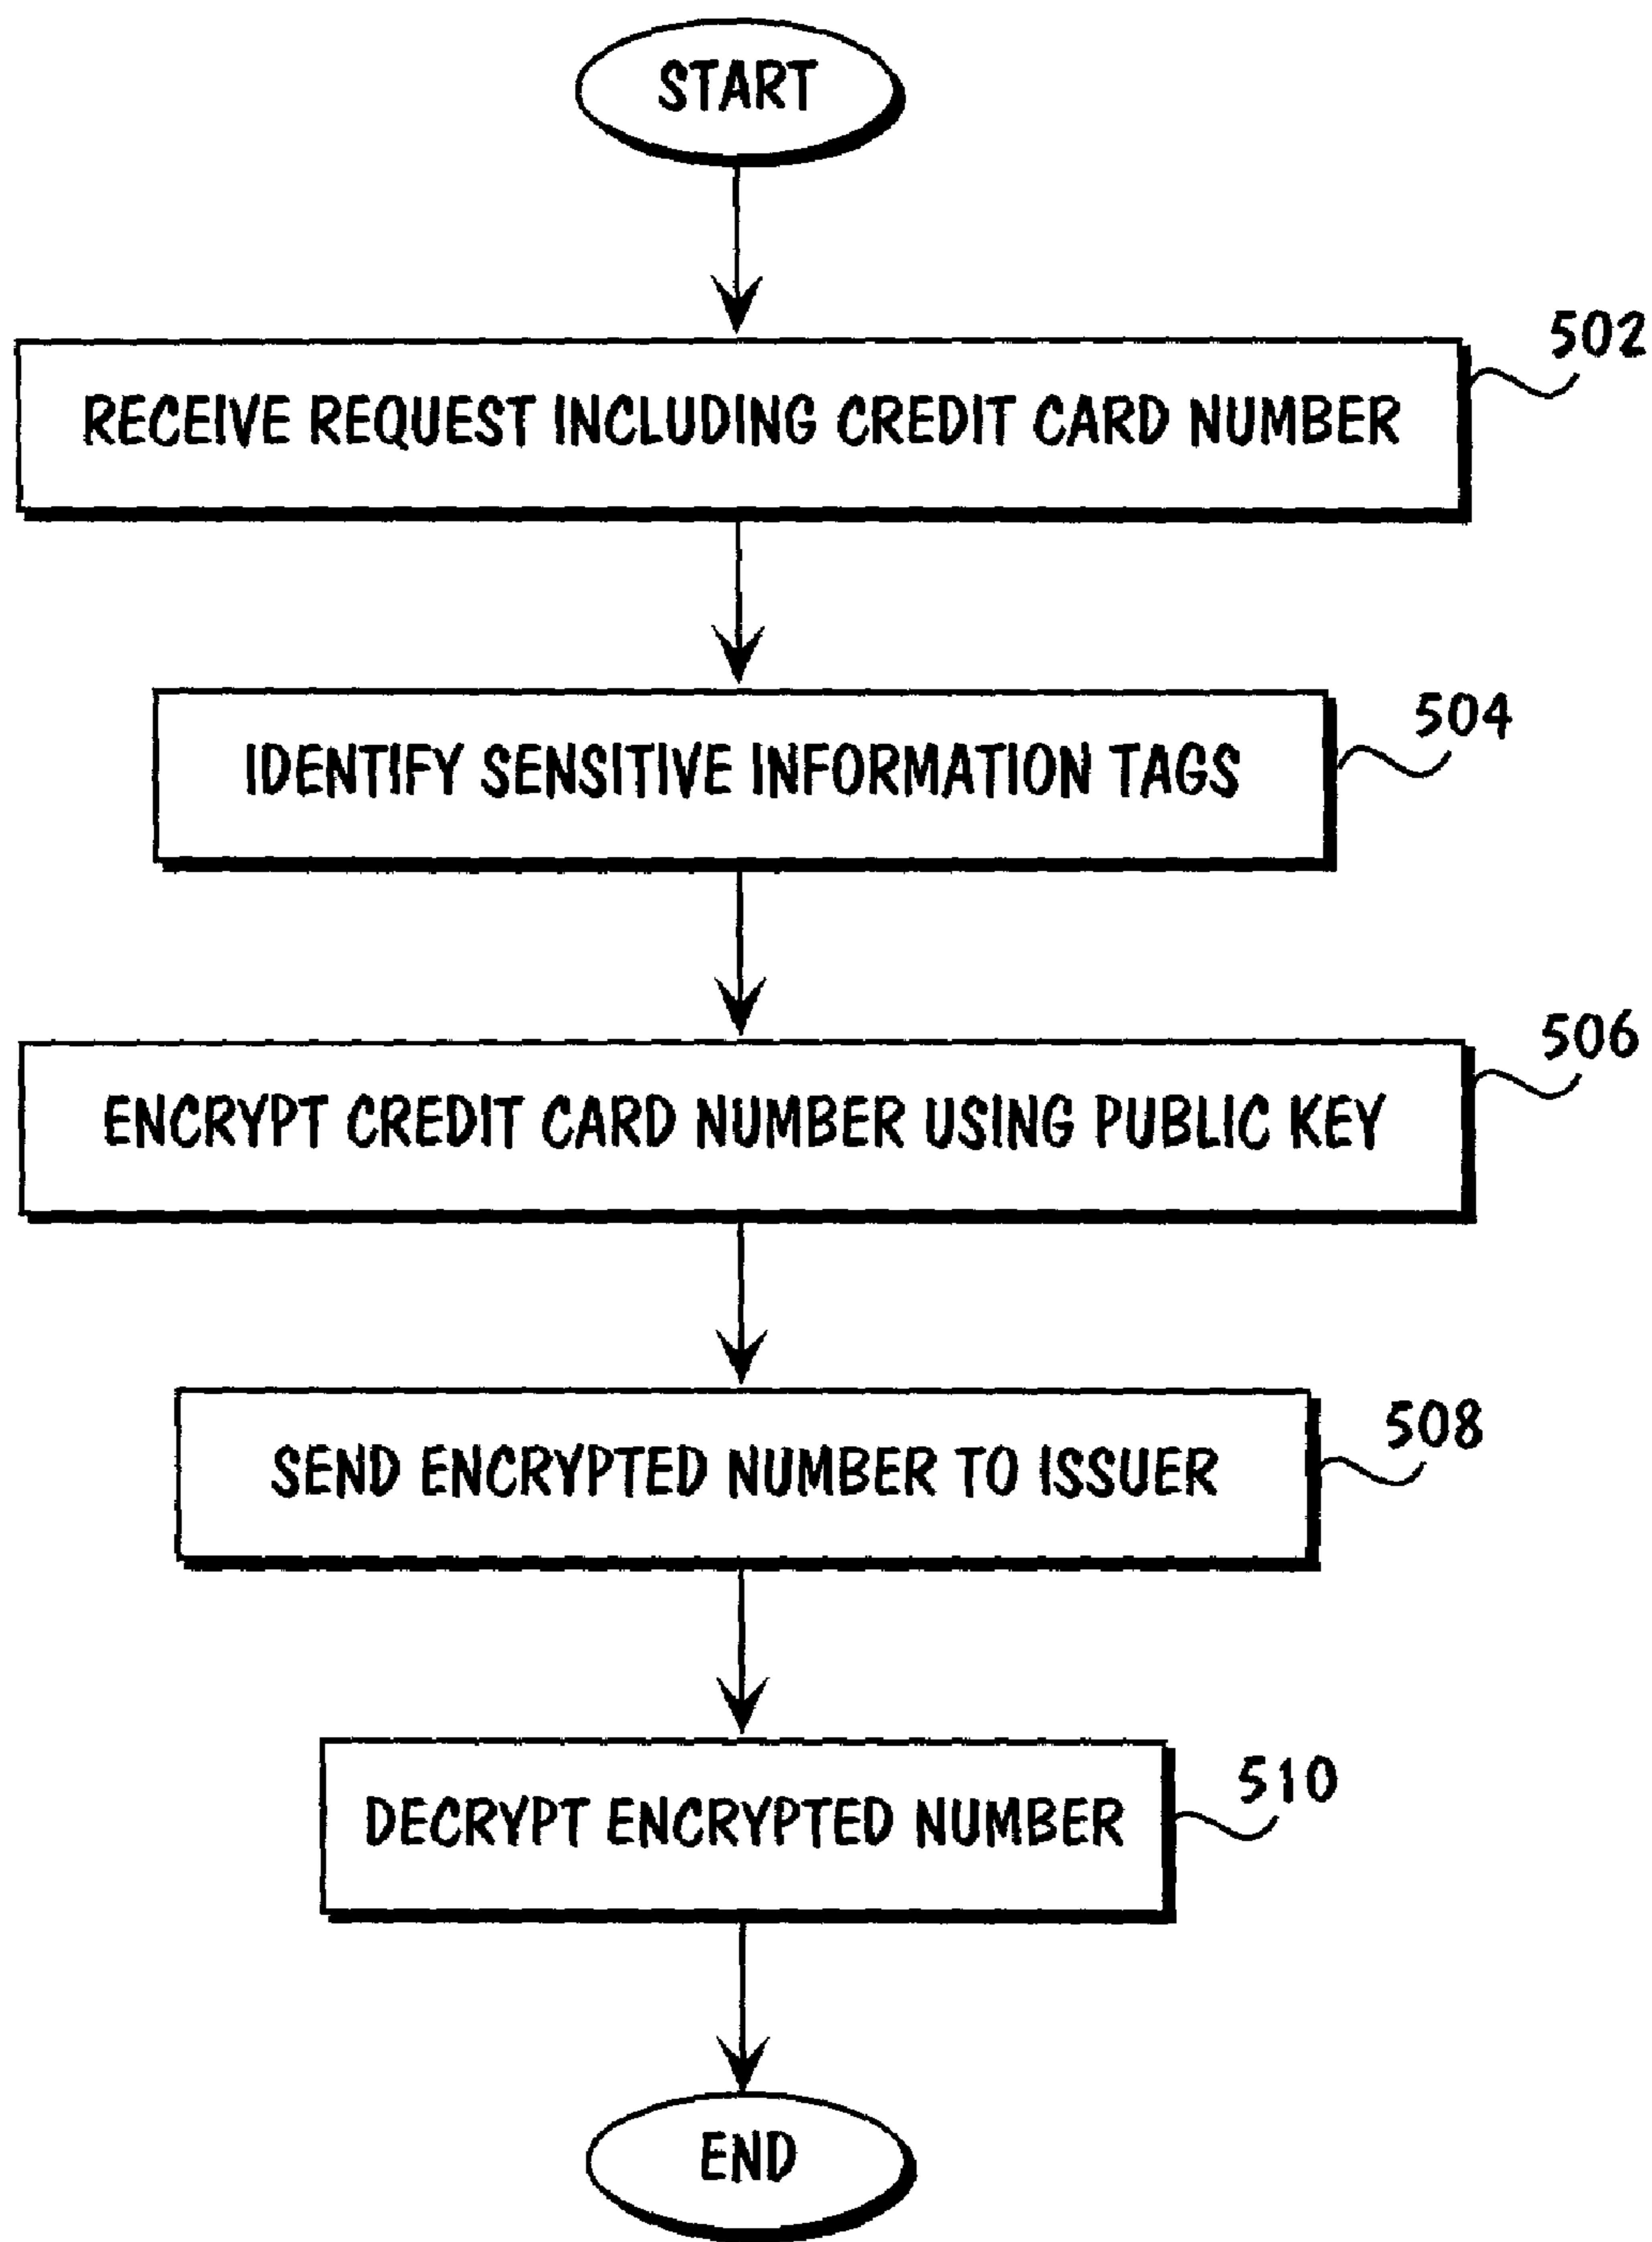 START
502
RECEIVE REQUEST INCLUDING CREDIT CARD NUMBER
504
IDENTIFY SENSITIVE INFORMATION TAGS
506
ENCRYPT CREDIT CARD NUMBER USING PUBLIC KEY
508
SEND ENCRYPTED NUMBER TO ISSUER
510
DECRYPT ENCRYPTED NUMBER
END